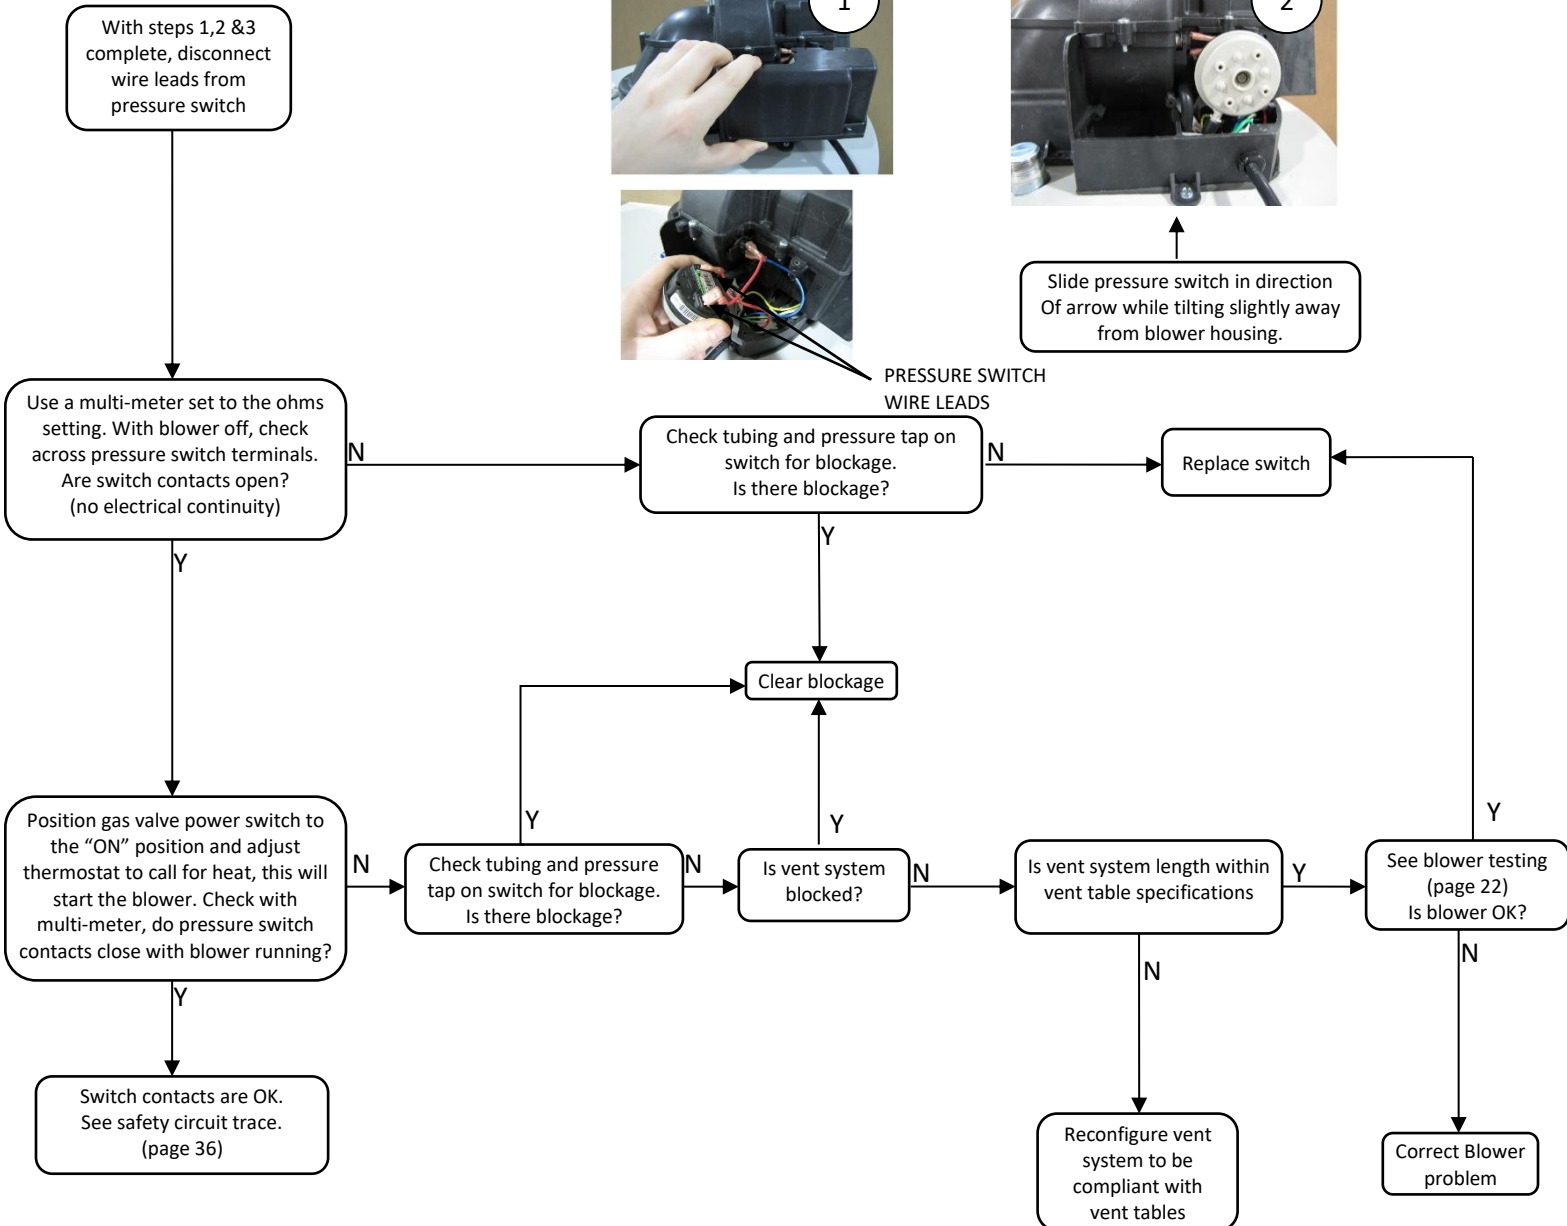 With steps 1,2 &3
complete, disconnect
wire leads from
pressure switch
1
2
Slide pressure switch in direction
Of arrow while tilting slightly away
from blower housing.
PRESSURE SWITCH
WIRE LEADS
Use a multi-meter set to the ohms
setting. With blower off, check
across pressure switch terminals.
Are switch contacts open?
(no electrical continuity)
N
Check tubing and pressure tap on
switch for blockage.
Is there blockage?
N
Replace switch
Y
Y
Clear blockage
Position gas valve power switch to
the “ON” position and adjust
thermostat to call for heat, this will
start the blower. Check with
multi-meter, do pressure switch
contacts close with blower running?
N
Y
Check tubing and pressure
tap on switch for blockage.
Is there blockage?
N
Y
Is vent system
blocked?
N
Is vent system length within
vent table specifications
Y
Y
See blower testing
(page 22)
Is blower OK?
Y
N
N
Switch contacts are OK.
See safety circuit trace.
(page 36)
Reconfigure vent
system to be
compliant with
vent tables
Correct Blower
problem